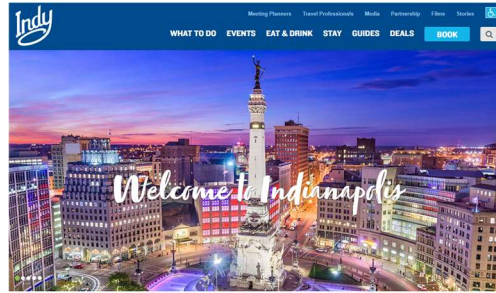 Indy
Meeting Planners Travel Professionals Media Partnership Films Stories
WHAT TO DO EVENTS EAT & DRINK STAY GUIDES DEALS BOOK
Welcome to Indianapolis